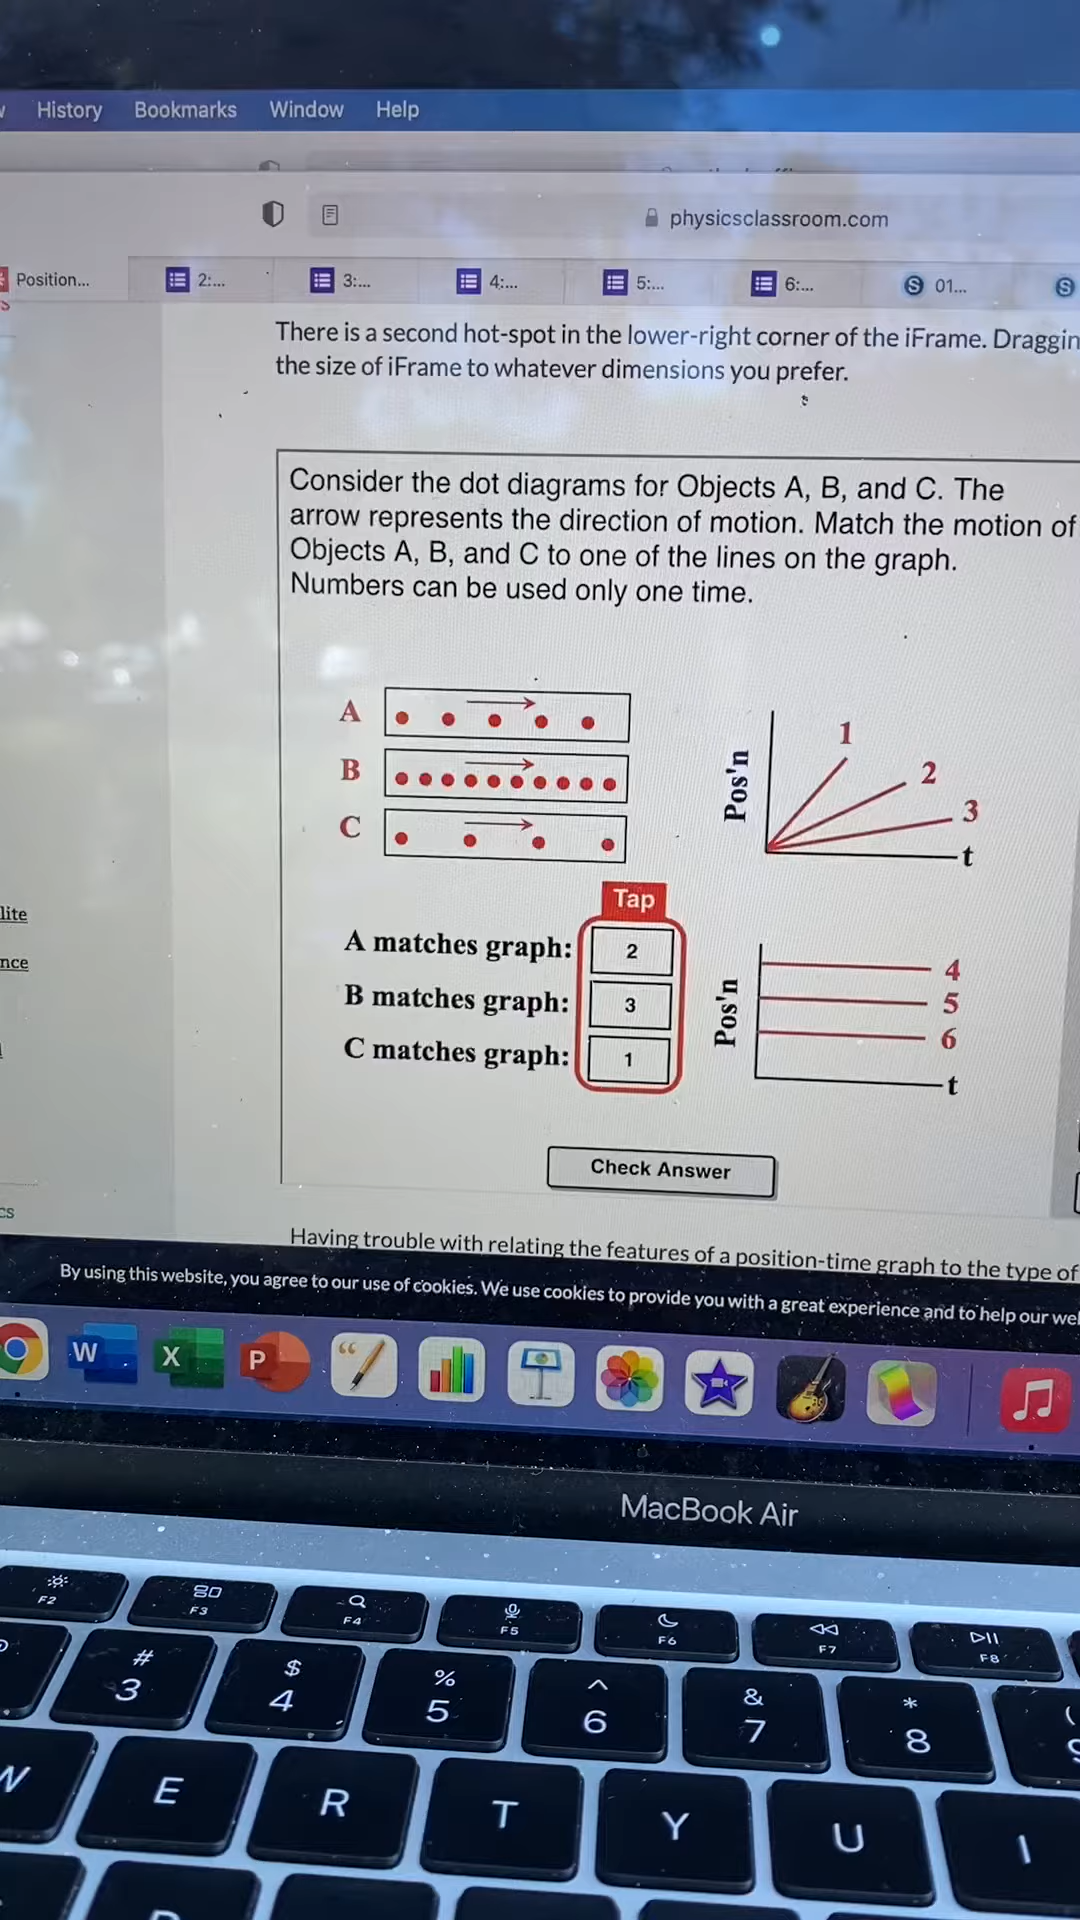 History Bookmarks Window Help
physicsclassroom.com
Position... 2:... 3:... 4:... 5:... 6:... 01...
There is a second hot-spot in the lower-right corner of the iFrame. Draggin
the size of iFrame to whatever dimensions you prefer.
Consider the dot diagrams for Objects A, B, and C. The
arrow represents the direction of motion. Match the motion of
Objects A, B, and C to one of the lines on the graph.
Numbers can be used only one time.
A
B
C
Pos'n
1
2
3
t
Tap
A matches graph: 2
B matches graph: 3
C matches graph: 1
Pos'n
4
5
6
t
Check Answer
lite
nce
cs
Having trouble with relating the features of a position-time graph to the type of
By using this website, you agree to our use of cookies. We use cookies to provide you with a great experience and to help our wel
W X P
MacBook Air
F2 F3 F4 F5 F6 F7 F8
# $ % ^ & * (
3 4 5 6 7 8
W E R T Y U I